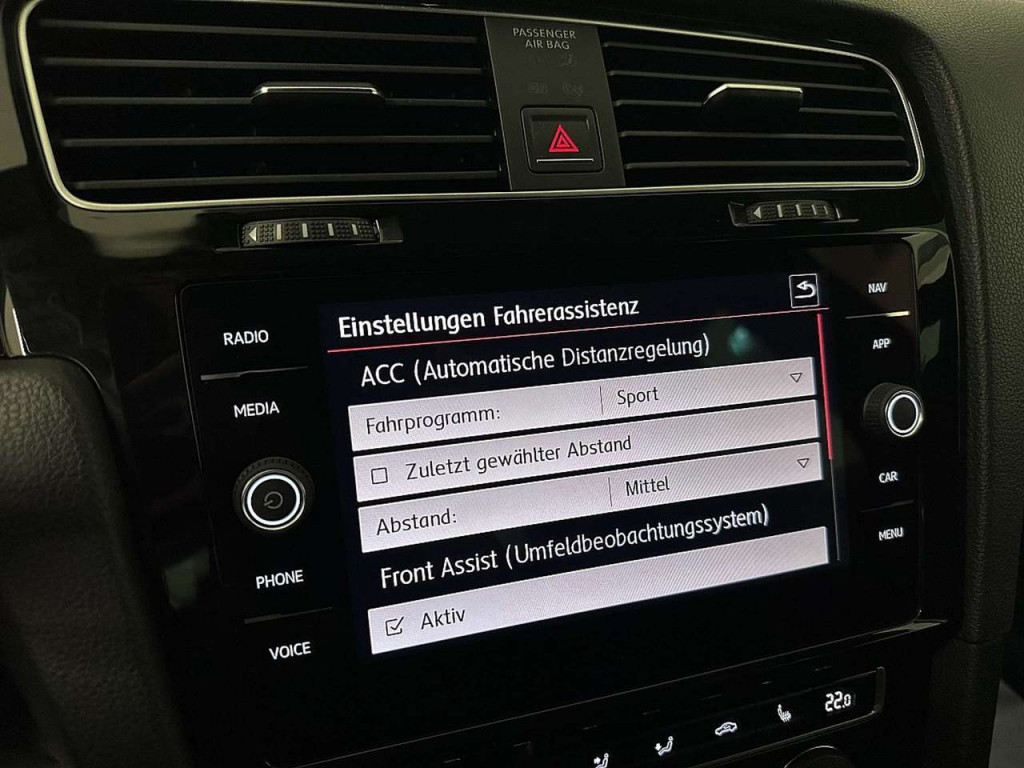 PASSENGER
AIR BAG
RADIO
MEDIA
PHONE
VOICE
Einstellungen Fahrerassistenz
ACC (Automatische Distanzregelung)
Fahrprogramm: Sport
Zuletzt gewählter Abstand
Abstand: Mittel
Front Assist (Umfeldbeobachtungssystem)
Aktiv
NAV
APP
CAR
MENU
22.0